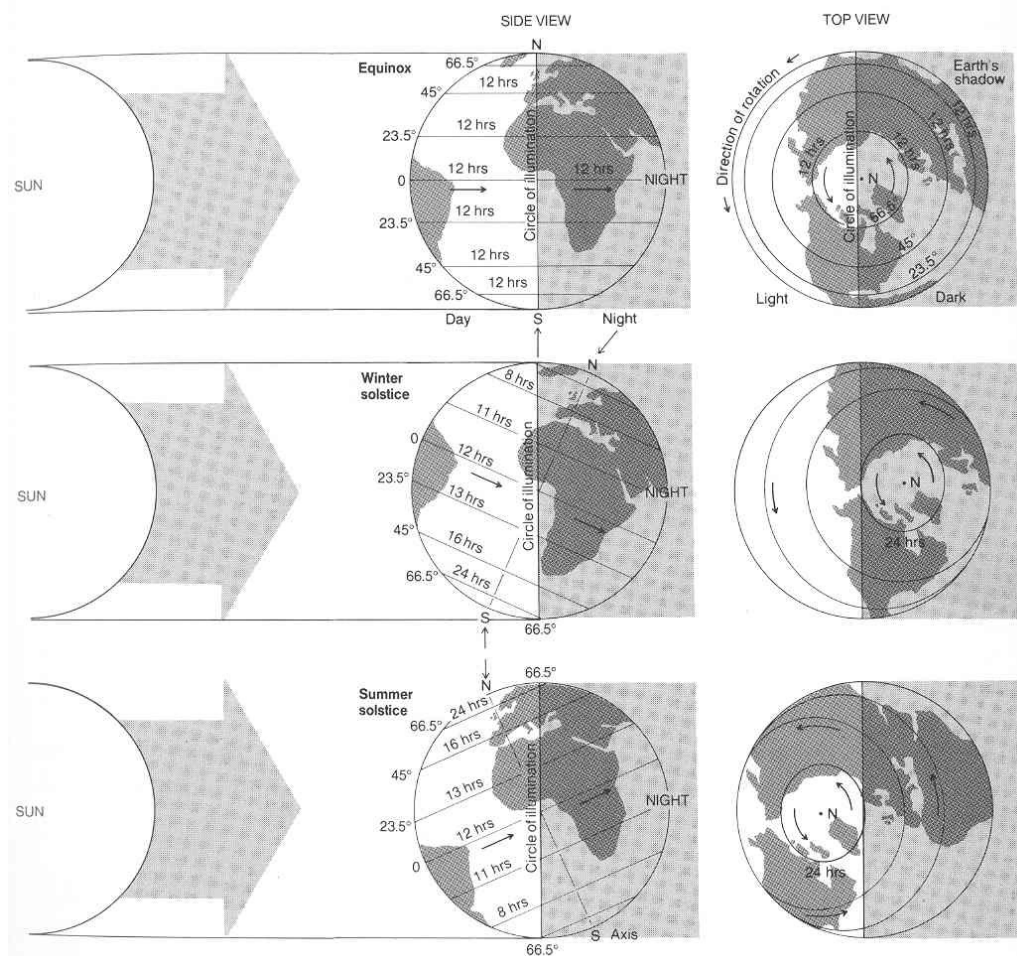 SIDE VIEW
TOP VIEW
SUN
Equinox
N
66.5°
45°
23.5°
0
23.5°
45°
66.5°
12 hrs
12 hrs
12 hrs
12 hrs
12 hrs
12 hrs
12 hrs
12 hrs
Circle of illumination
NIGHT
Day
S
Night
Direction of rotation
Earth's
shadow
12 hrs
12 hrs
12 hrs
12 hrs
Circle of illumination
N
66.6°
45°
23.5°
Light
Dark
SUN
Winter
solstice
N
0
23.5°
45°
66.5°
8 hrs
11 hrs
12 hrs
13 hrs
16 hrs
24 hrs
Circle of illumination
NIGHT
S
66.5°
N
24 hrs
SUN
Summer
solstice
66.5°
N
66.5°
45°
23.5°
0
24 hrs
16 hrs
13 hrs
12 hrs
11 hrs
8 hrs
Circle of illumination
NIGHT
S Axis
66.5°
N
24 hrs